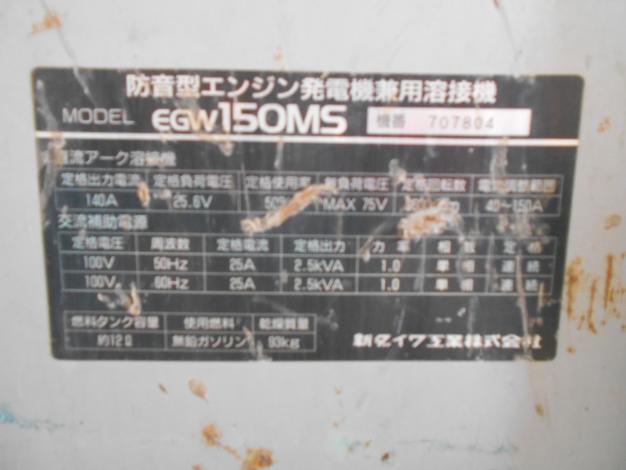 防音型エンジン発電機兼用溶接機
MODEL EGW150MS 機番 707804
直流アーク溶接機
定格出力電流 定格負荷電圧 定格使用率 無負荷電圧 定格回転数 電流調整範囲
140A 25.6V MAX 75V 40~150A
交流補助電源
定格電圧 周波数 定格電流 定格出力 力率 相数 定格
100V 50Hz 25A 2.5kVA 1.0 単相 連続
100V 60Hz 25A 2.5kVA 1.0 単相 連続
燃料タンク容量 使用燃料 乾燥質量
約12ℓ 無鉛ガソリン 93kg
新ダイワ工業株式会社